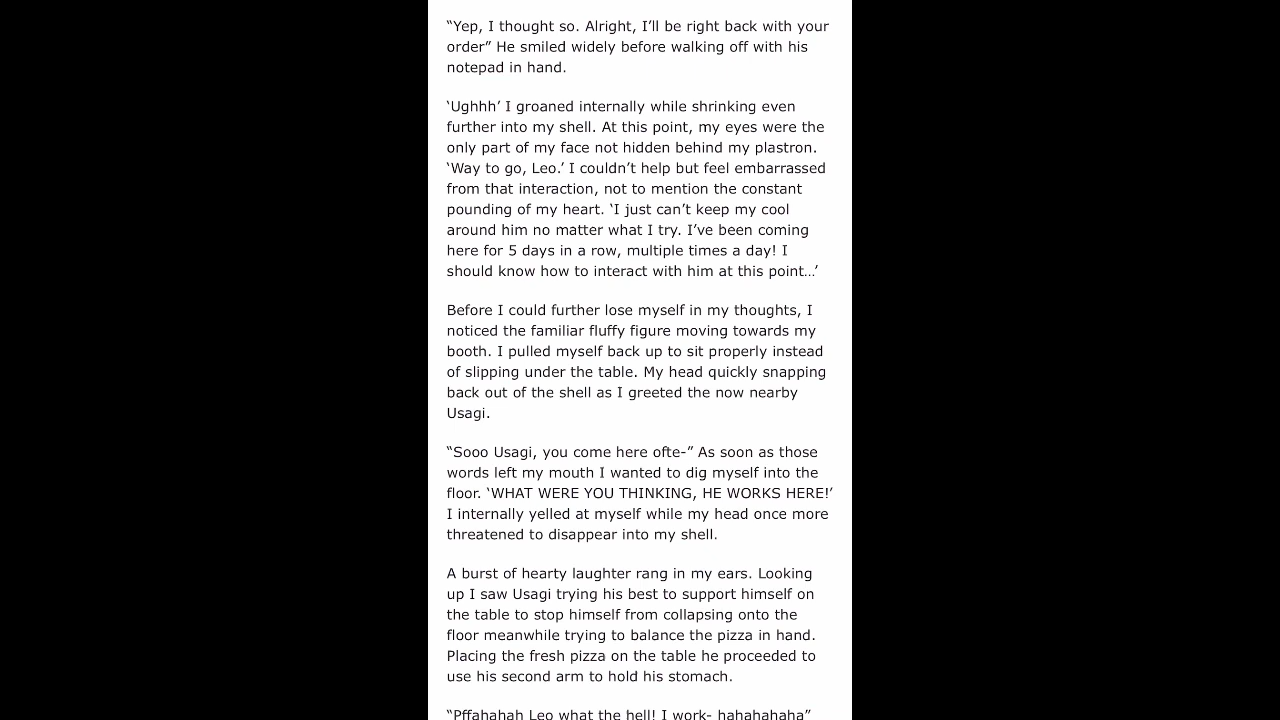 “Yep, I thought so. Alright, I’ll be right back with your
order” He smiled widely before walking off with his
notepad in hand.
‘Ughhh’ I groaned internally while shrinking even
further into my shell. At this point, my eyes were the
only part of my face not hidden behind my plastron.
‘Way to go, Leo.’ I couldn’t help but feel embarrassed
from that interaction, not to mention the constant
pounding of my heart. ‘I just can’t keep my cool
around him no matter what I try. I’ve been coming
here for 5 days in a row, multiple times a day! I
should know how to interact with him at this point…’
Before I could further lose myself in my thoughts, I
noticed the familiar fluffy figure moving towards my
booth. I pulled myself back up to sit properly instead
of slipping under the table. My head quickly snapping
back out of the shell as I greeted the now nearby
Usagi.
“Sooo Usagi, you come here ofte-” As soon as those
words left my mouth I wanted to dig myself into the
floor. ‘WHAT WERE YOU THINKING, HE WORKS HERE!’
I internally yelled at myself while my head once more
threatened to disappear into my shell.
A burst of hearty laughter rang in my ears. Looking
up I saw Usagi trying his best to support himself on
the table to stop himself from collapsing onto the
floor meanwhile trying to balance the pizza in hand.
Placing the fresh pizza on the table he proceeded to
use his second arm to hold his stomach.
“Pffahahah Leo what the hell! I work- hahahahaha”